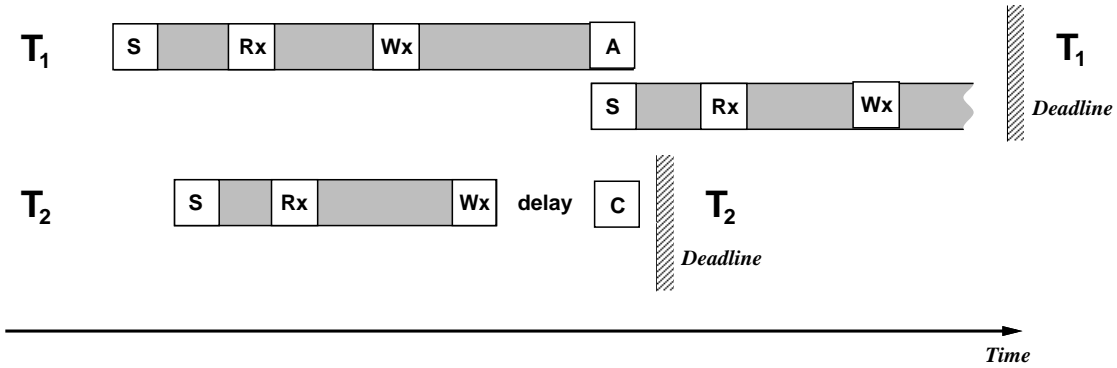 T1 S Rx Wx A T1
S Rx Wx Deadline
T2 S Rx Wx delay C T2
Deadline
Time